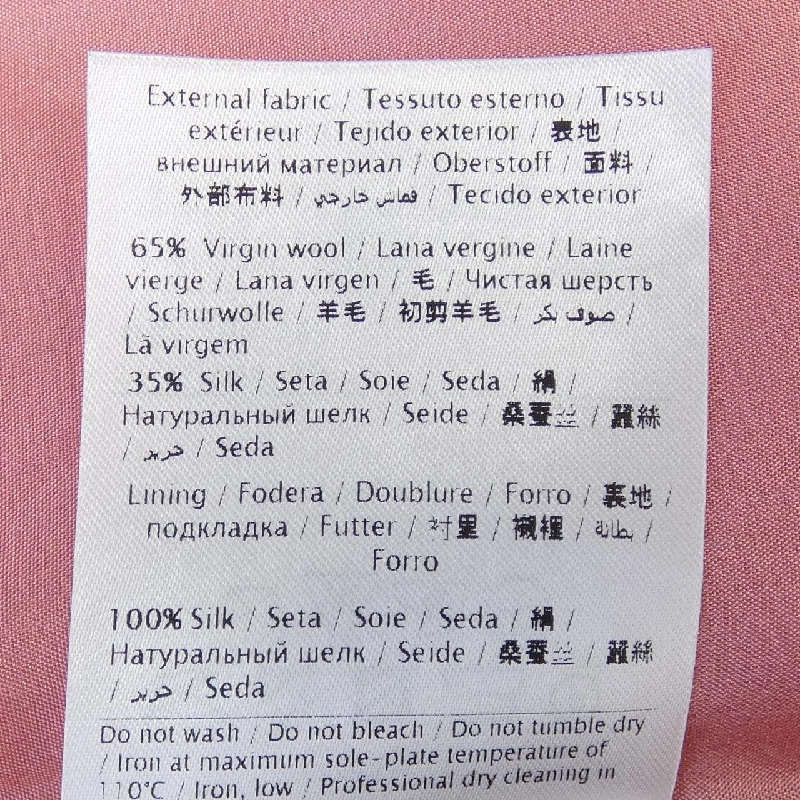 External fabric / Tessuto esterno / Tissu
extérieur / Tejido exterior / 表地 /
внешний материал / Oberstoff / 面料 /
外部布料 / قماش خارجي / Tecido exterior
65% Virgin wool / Lana vergine / Laine
vierge / Lana virgen / 毛 / Чистая шерсть
/ Schurwolle / 羊毛 / 初剪羊毛 / صوف بكر /
Lã virgem
35% Silk / Seta / Soie / Seda / 絹 /
Натуральный шелк / Seide / 桑蚕丝 / 蠶絲
/ حرير / Seda
Lining / Fodera / Doublure / Forro / 裏地 /
подкладка / Futter / 衬里 / 襯裡 / بطانة /
Forro
100% Silk / Seta / Soie / Seda / 絹 /
Натуральный шелк / Seide / 桑蚕丝 / 蠶絲
/ حرير / Seda
Do not wash / Do not bleach / Do not tumble dry
/ Iron at maximum sole-plate temperature of
110°C / Iron, low / Professional dry cleaning in